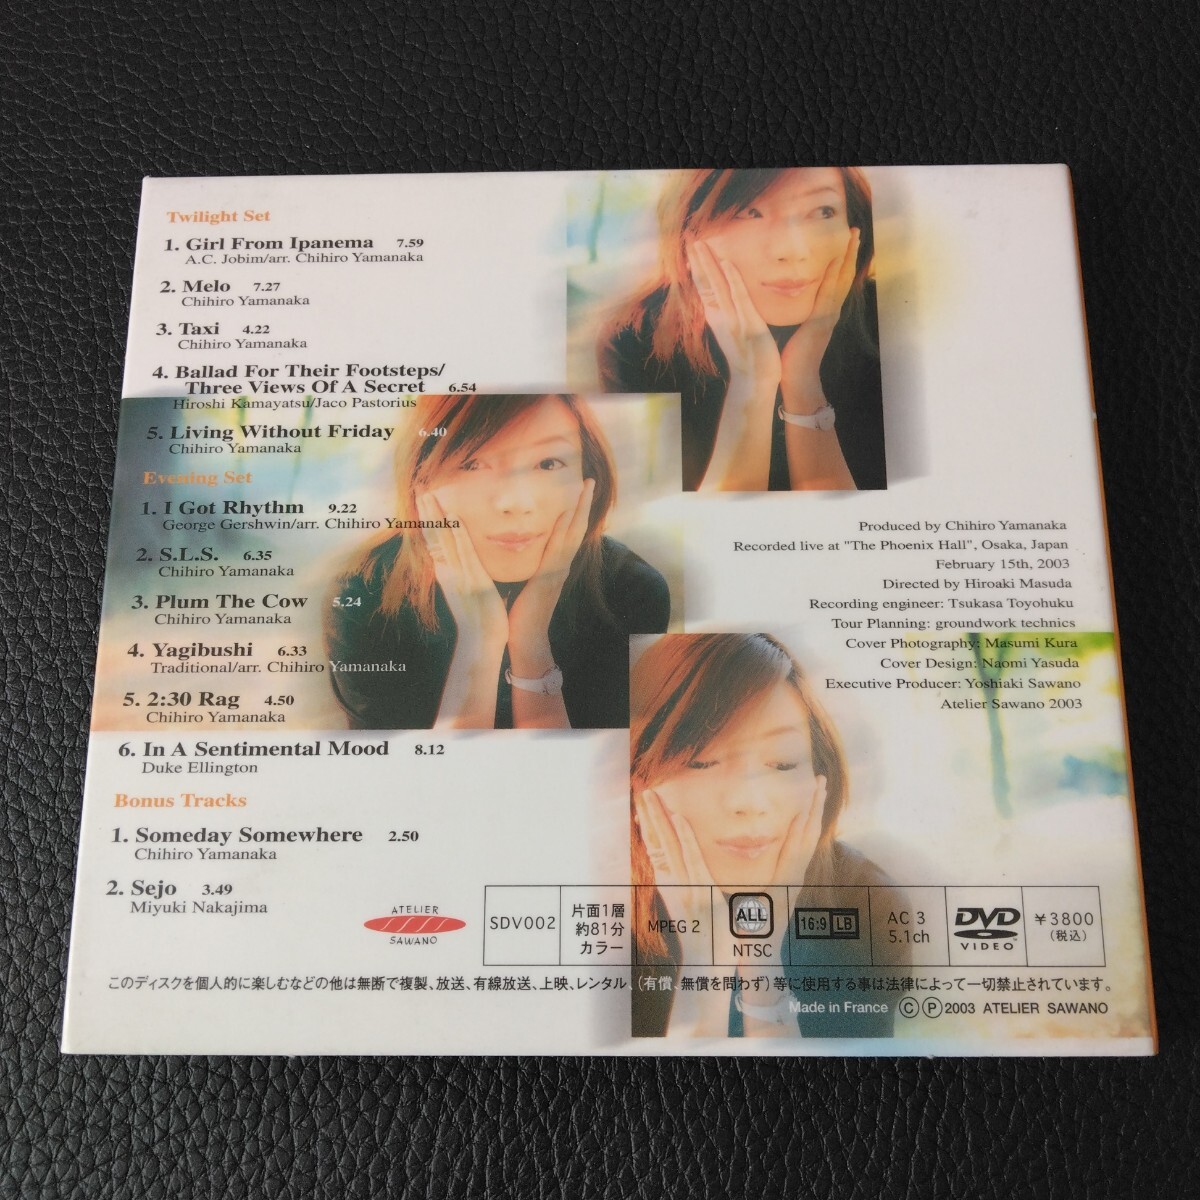 Twilight Set
1. Girl From Ipanema 7.59
A.C. Jobim/arr. Chihiro Yamanaka
2. Melo 7.27
Chihiro Yamanaka
3. Taxi 4.22
Chihiro Yamanaka
4. Ballad For Their Footsteps/
Three Views Of A Secret 6.54
Hiroshi Kamayatsu/Jaco Pastorius
5. Living Without Friday 6.40
Chihiro Yamanaka
Evening Set
1. I Got Rhythm 9.22
George Gershwin/arr. Chihiro Yamanaka
2. S.L.S. 6.35
Chihiro Yamanaka
3. Plum The Cow 5.24
Chihiro Yamanaka
4. Yagibushi 6.33
Traditional/arr. Chihiro Yamanaka
5. 2:30 Rag 4.50
Chihiro Yamanaka
6. In A Sentimental Mood 8.12
Duke Ellington
Bonus Tracks
1. Someday Somewhere 2.50
Chihiro Yamanaka
2. Sejo 3.49
Miyuki Nakajima
Produced by Chihiro Yamanaka
Recorded live at "The Phoenix Hall", Osaka, Japan
February 15th, 2003
Directed by Hiroaki Masuda
Recording engineer: Tsukasa Toyohuku
Tour Planning: groundwork technics
Cover Photography: Masumi Kura
Cover Design: Naomi Yasuda
Executive Producer: Yoshiaki Sawano
Atelier Sawano 2003
ATELIER
SAWANO
SDV002
片面1層
約81分
カラー
MPEG 2
ALL
NTSC
16:9 LB
AC 3
5.1ch
DVD
VIDEO
¥3800
(税込)
このディスクを個人的に楽しむなどの他は無断で複製、放送、有線放送、上映、レンタル、(有償、無償を問わず)等に使用する事は法律によって一切禁止されています。
Made in France ⒸⓅ2003 ATELIER SAWANO